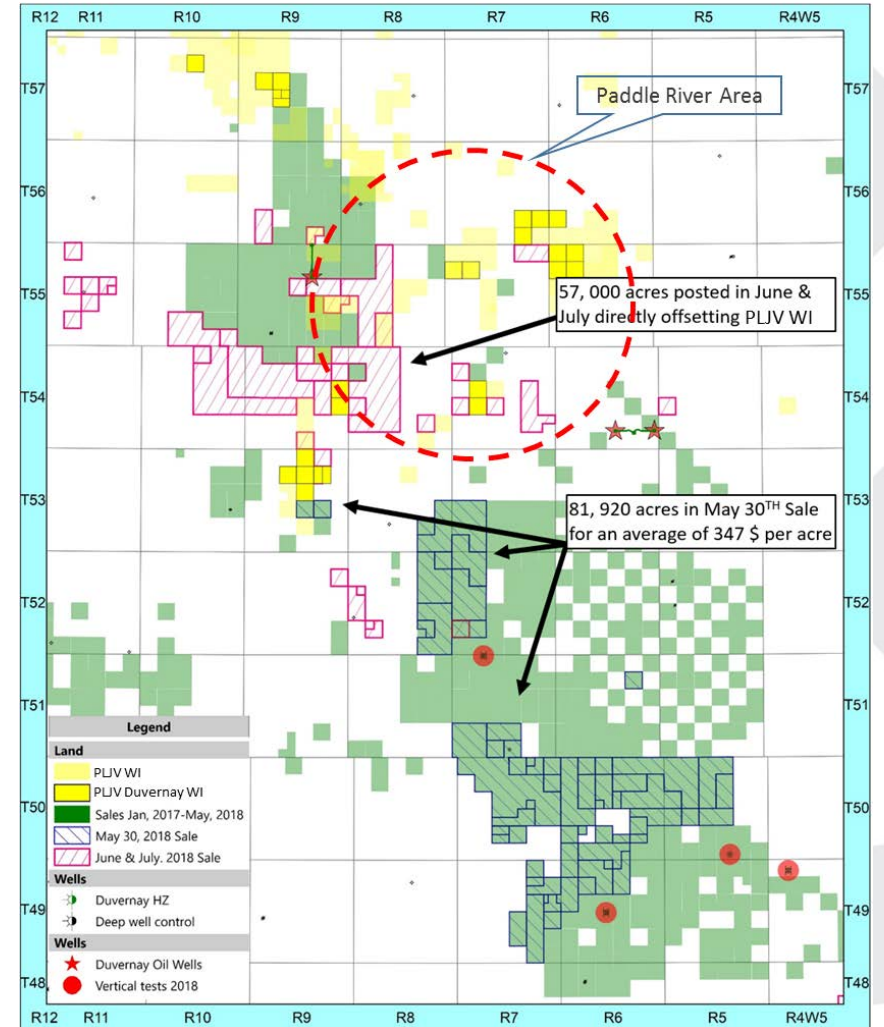 R12 R11 R10 R9 R8 R7 R6 R5 R4W5
T57 T57
Paddle River Area
T56 T56
T55 T55
57, 000 acres posted in June &
July directly offsetting PLJV WI
T54 T54
T53 T53
81, 920 acres in May 30TH Sale
for an average of 347 $ per acre
T52 T52
T51 T51
Legend
Land
PLJV WI
PLJV Duvernay WI
Sales Jan, 2017-May, 2018
May 30, 2018 Sale
June & July. 2018 Sale
Wells
Duvernay HZ
Deep well control
Wells
Duvernay Oil Wells
Vertical tests 2018
T50 T50
T49 T49
T48 T48
R12 R11 R10 R9 R8 R7 R6 R5 R4W5